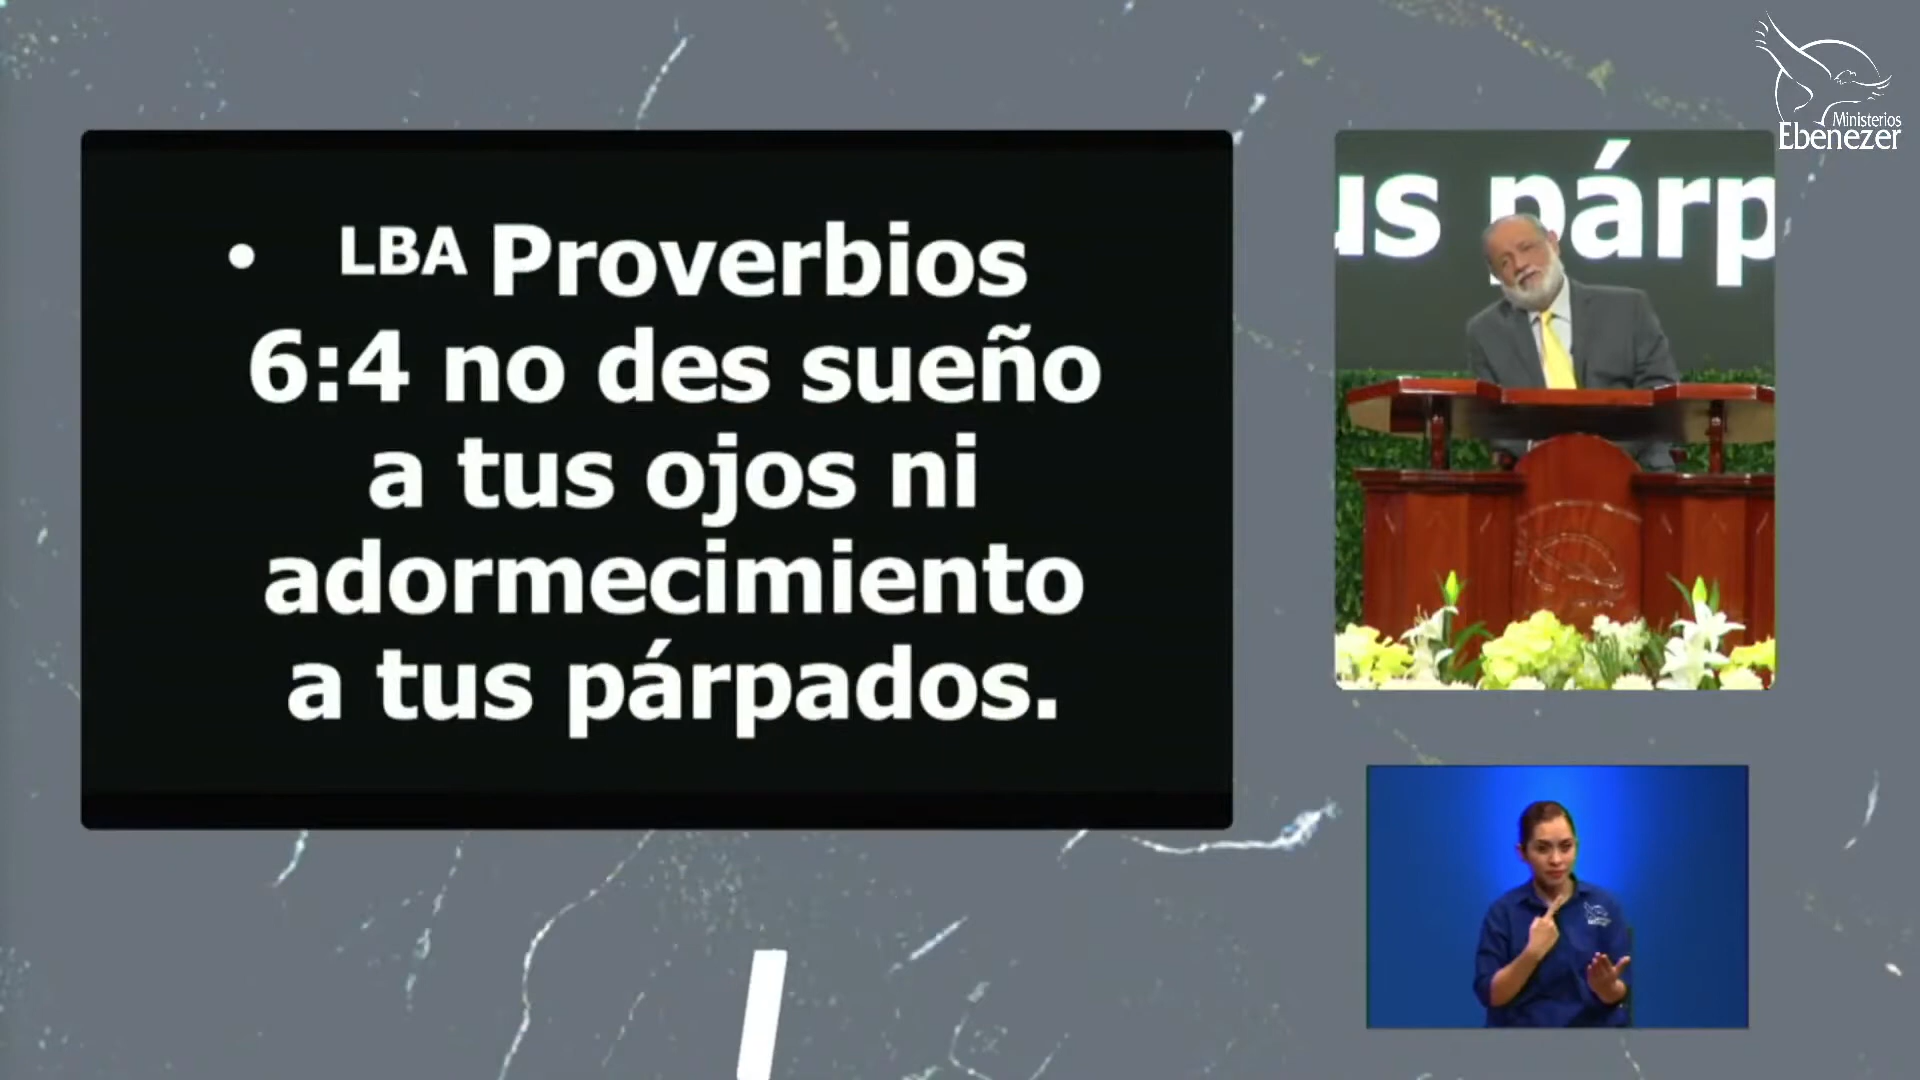 • LBA Proverbios
6:4 no des sueño
a tus ojos ni
adormecimiento
a tus párpados.
us párp
Ministerios
Ebenezer